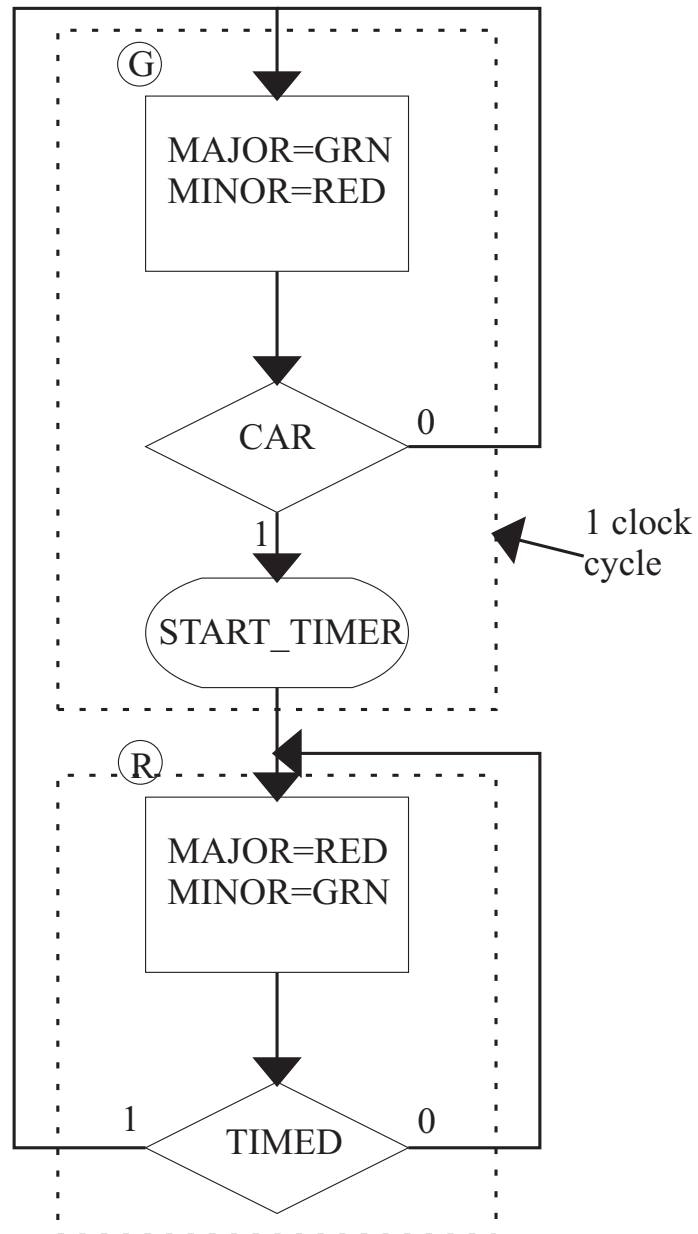 G
MAJOR=GRN
MINOR=RED
CAR
0
1
1 clock
cycle
START_TIMER
R
MAJOR=RED
MINOR=GRN
1
TIMED
0